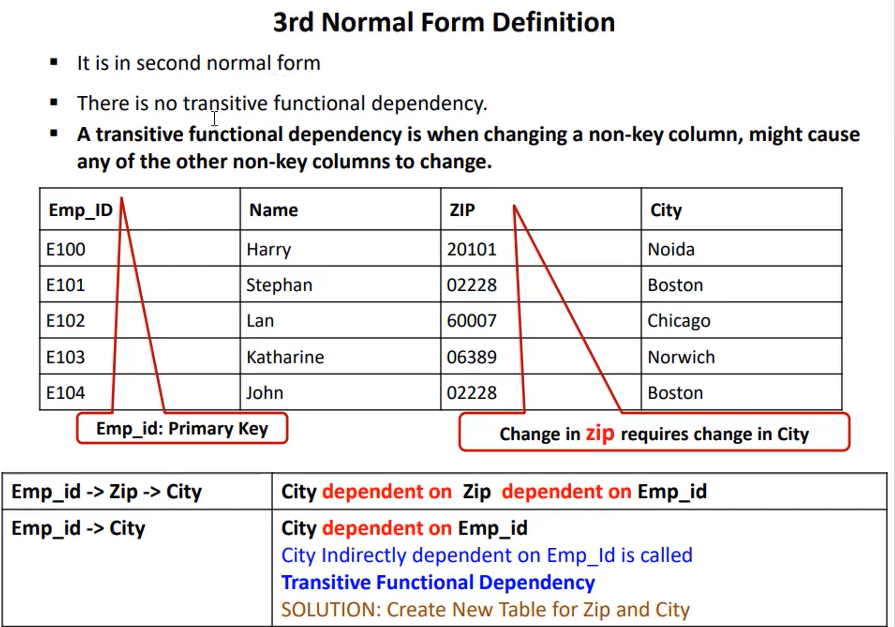 3rd Normal Form Definition
▪ It is in second normal form
▪ There is no transitive functional dependency.
▪ A transitive functional dependency is when changing a non-key column, might cause
any of the other non-key columns to change.
Emp_ID Name ZIP City
E100 Harry 20101 Noida
E101 Stephan 02228 Boston
E102 Lan 60007 Chicago
E103 Katharine 06389 Norwich
E104 John 02228 Boston
Emp_id: Primary Key
Change in zip requires change in City
Emp_id -> Zip -> City City dependent on Zip dependent on Emp_id
Emp_id -> City City dependent on Emp_id
City Indirectly dependent on Emp_Id is called
Transitive Functional Dependency
SOLUTION: Create New Table for Zip and City